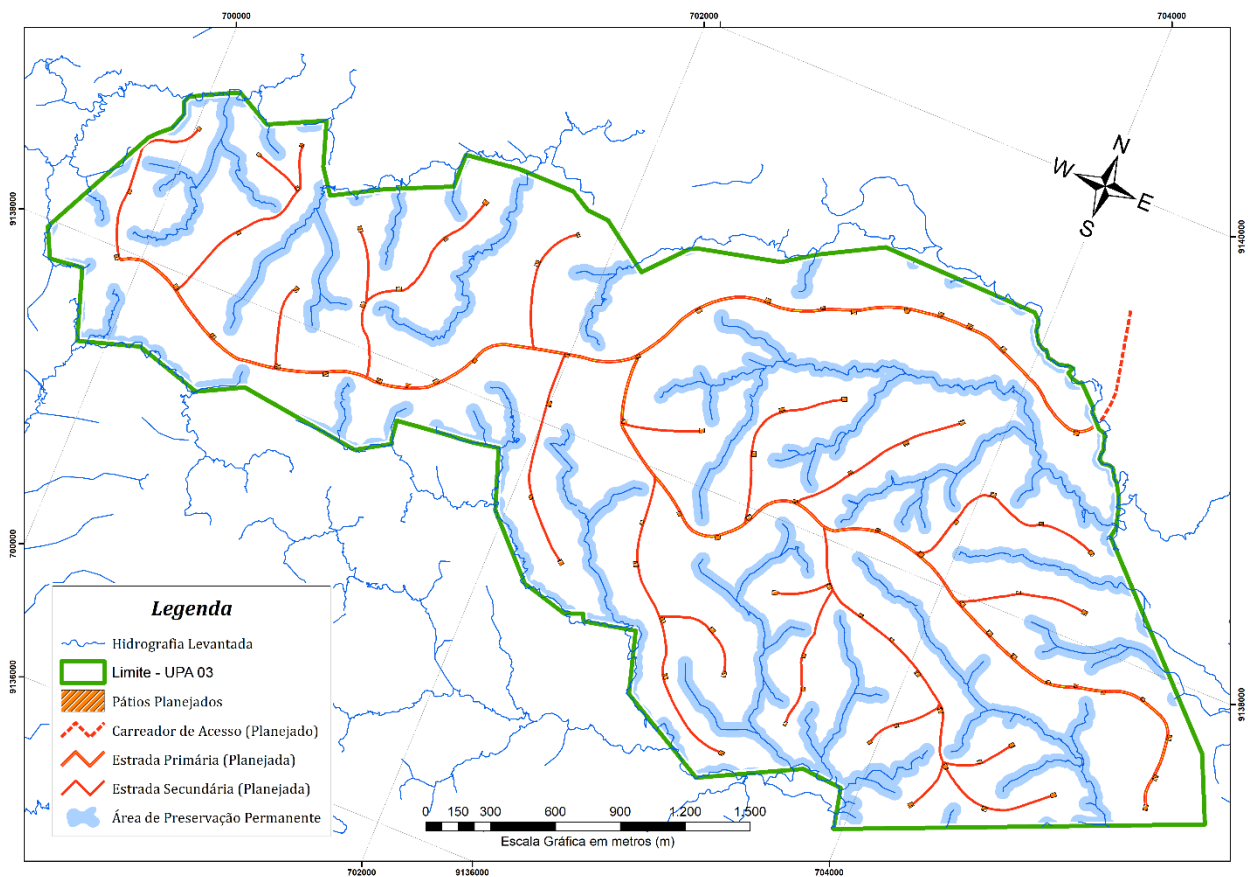 700000
702000
704000
N
W
E
S
9138000
9140000
700000
9136000
9138000
Legenda
Hidrografia Levantada
Limite - UPA 03
Pátios Planejados
Carreador de Acesso (Planejado)
Estrada Primária (Planejada)
Estrada Secundária (Planejada)
Área de Preservação Permanente
0 150 300 600 900 1.200 1.500
Escala Gráfica em metros (m)
702000
9136000
704000